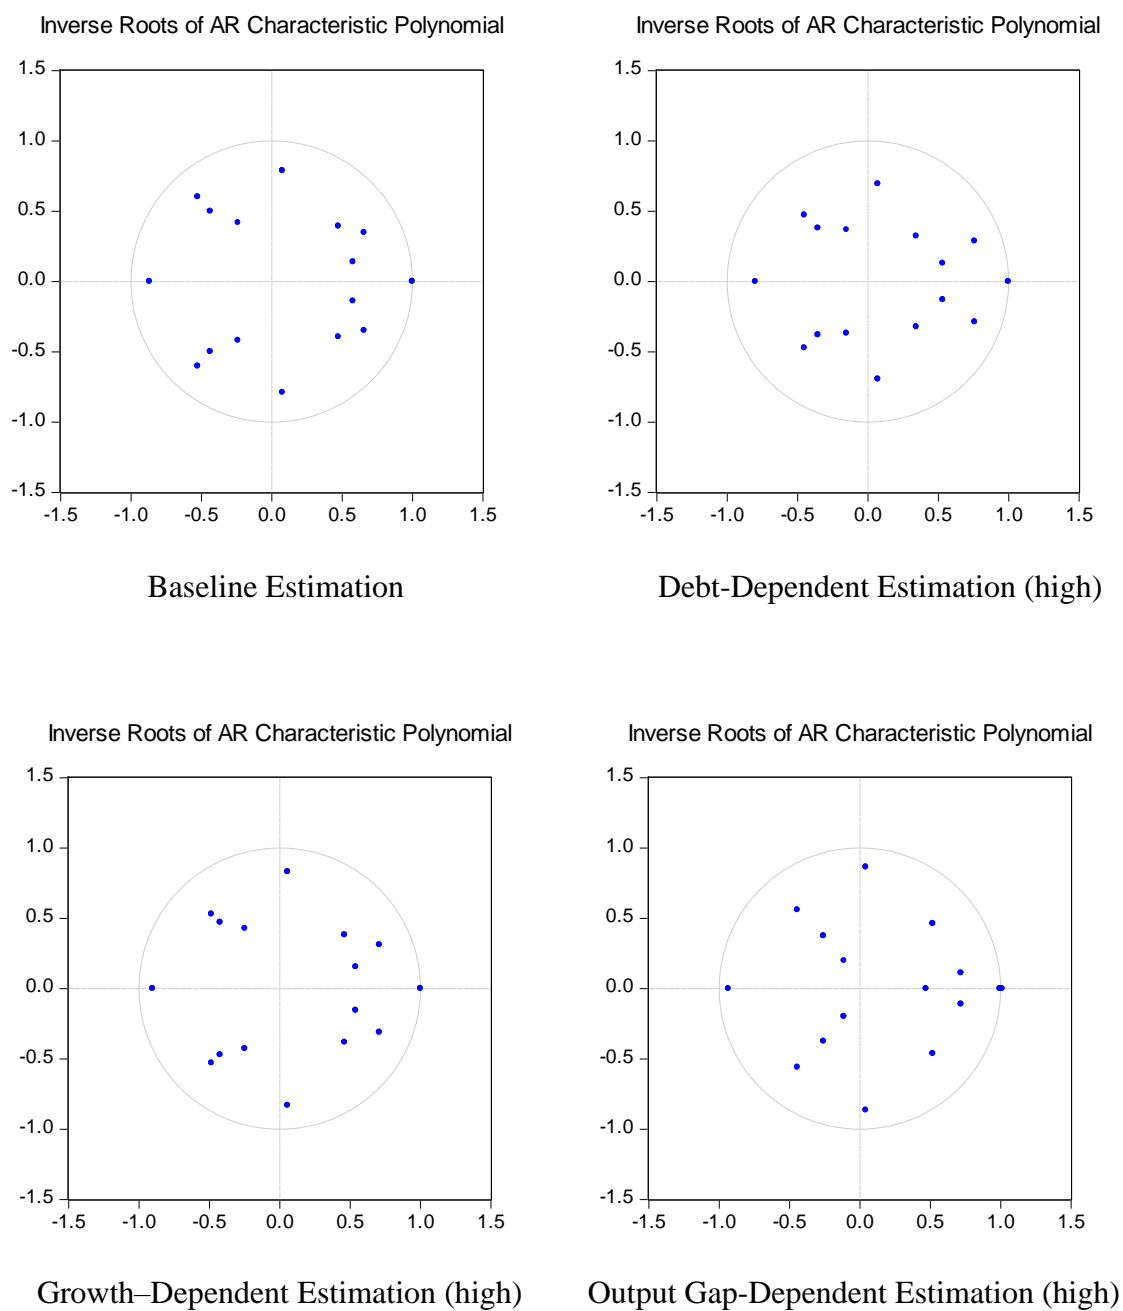 Inverse Roots of AR Characteristic Polynomial
1.5
1.0
0.5
0.0
-0.5
-1.0
-1.5
-1.5 -1.0 -0.5 0.0 0.5 1.0 1.5
Baseline Estimation
Inverse Roots of AR Characteristic Polynomial
1.5
1.0
0.5
0.0
-0.5
-1.0
-1.5
-1.5 -1.0 -0.5 0.0 0.5 1.0 1.5
Debt-Dependent Estimation (high)
Inverse Roots of AR Characteristic Polynomial
1.5
1.0
0.5
0.0
-0.5
-1.0
-1.5
-1.5 -1.0 -0.5 0.0 0.5 1.0 1.5
Growth–Dependent Estimation (high)
Inverse Roots of AR Characteristic Polynomial
1.5
1.0
0.5
0.0
-0.5
-1.0
-1.5
-1.5 -1.0 -0.5 0.0 0.5 1.0 1.5
Output Gap-Dependent Estimation (high)